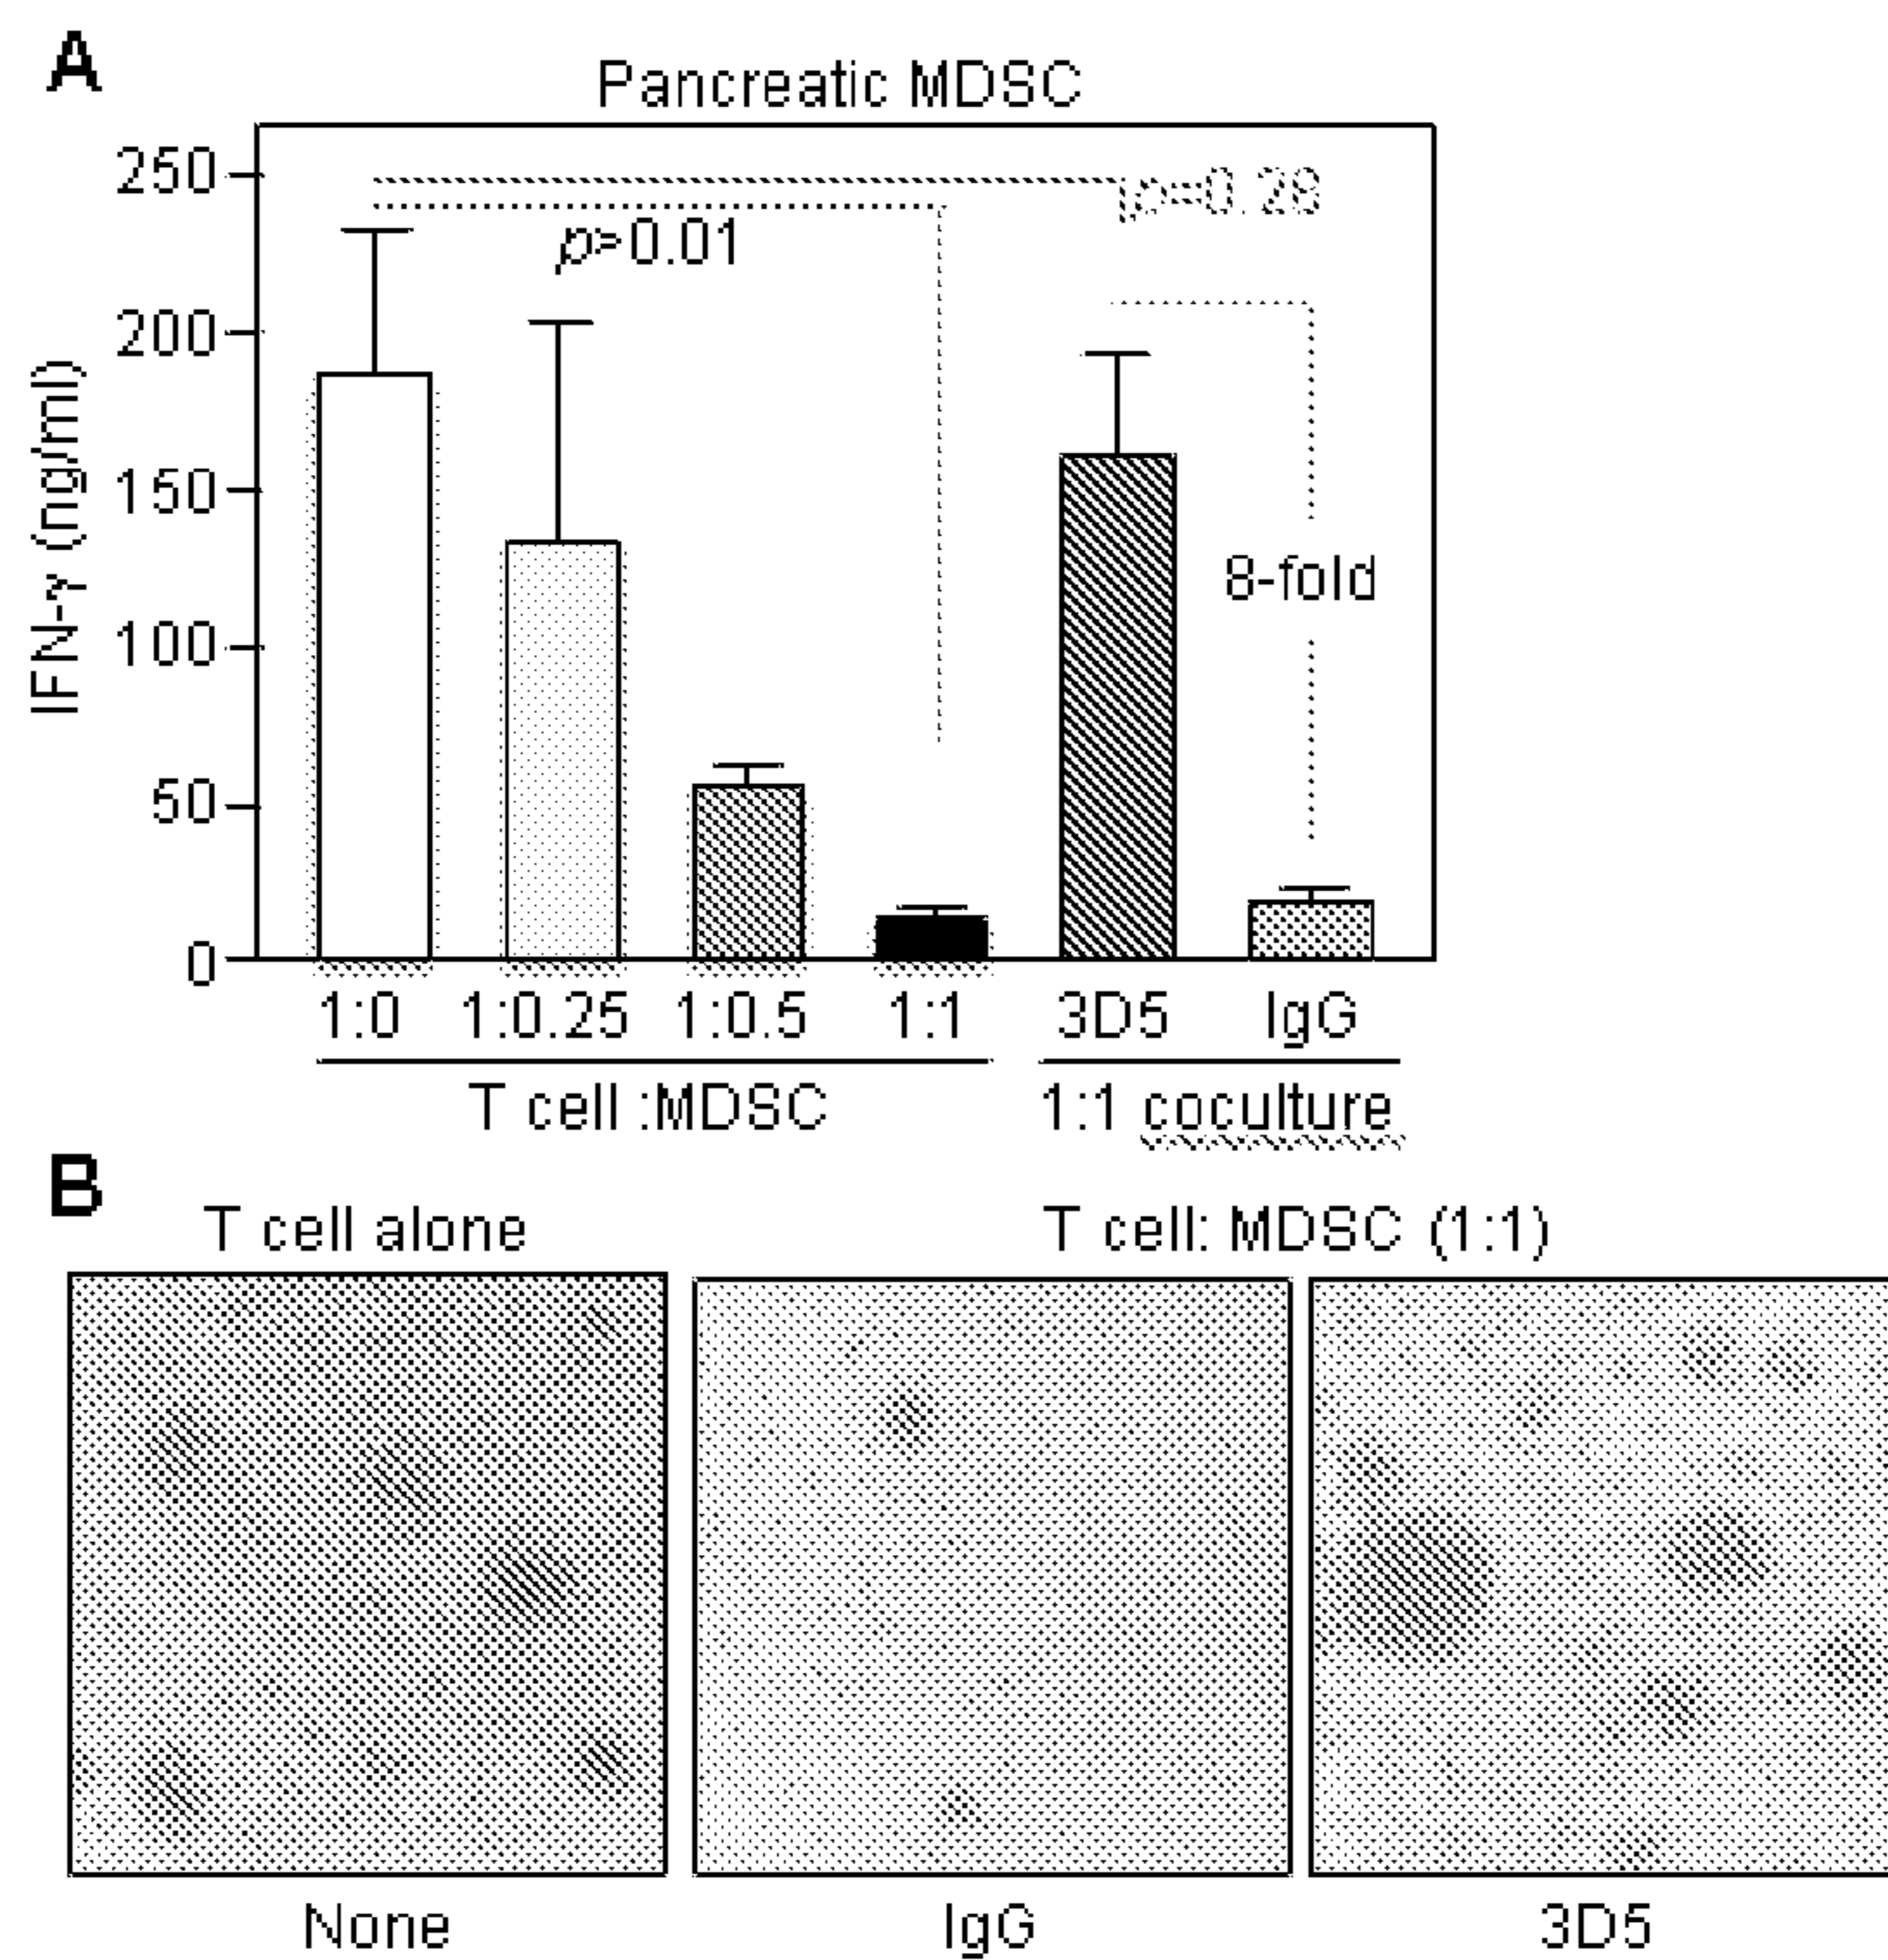 A
Pancreatic MDSC
IFN-γ (ng/ml)
250
200
150
100
50
0
p=0.28
p>0.01
8-fold
1:0 1:0.25 1:0.5 1:1 3D5 IgG
T cell :MDSC 1:1 coculture
B
T cell alone T cell: MDSC (1:1)
None IgG 3D5